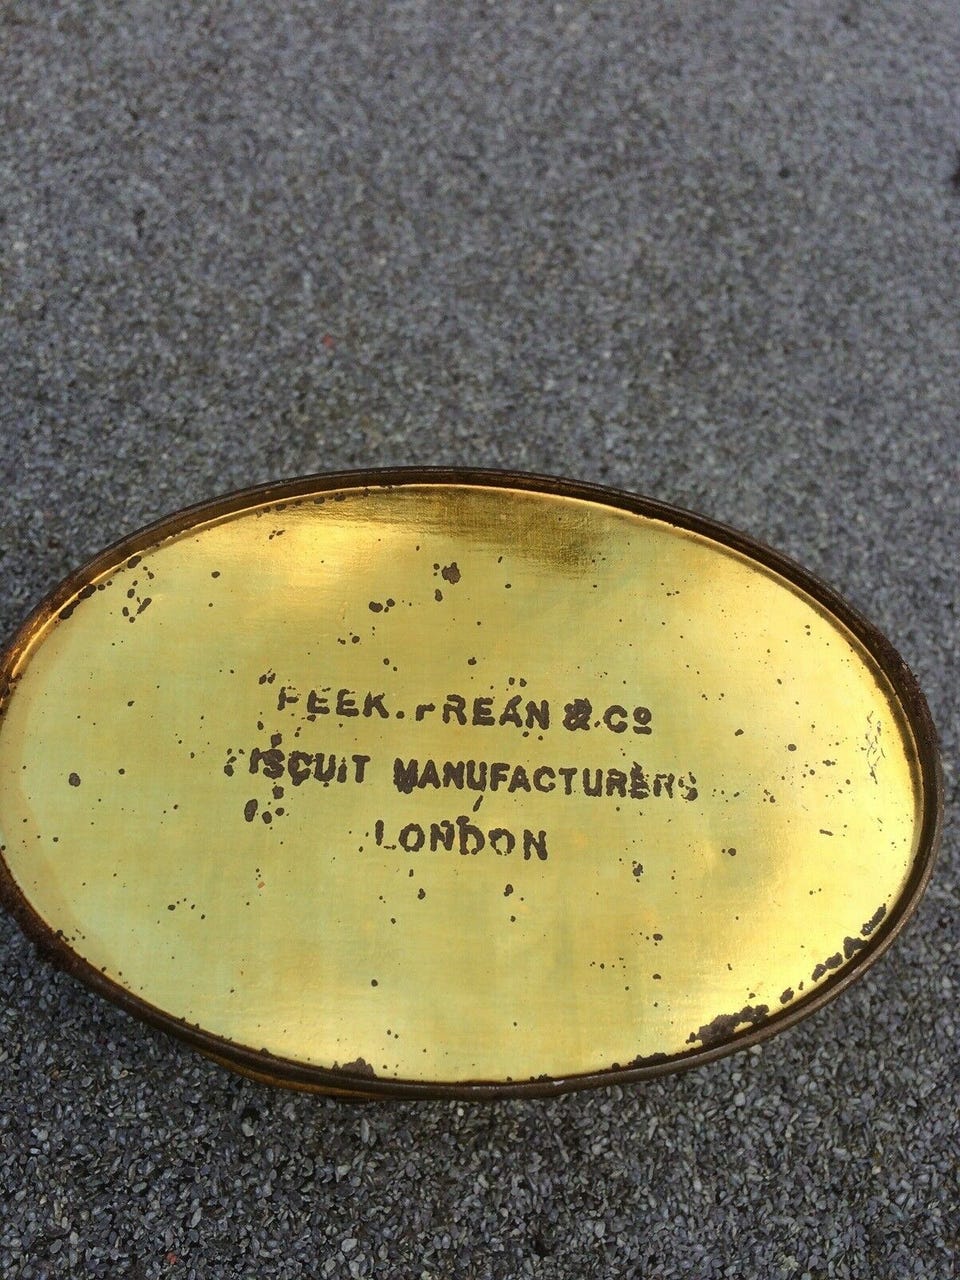 PEEK. FREAN & Cº
BISCUIT MANUFACTURERS
LONDON